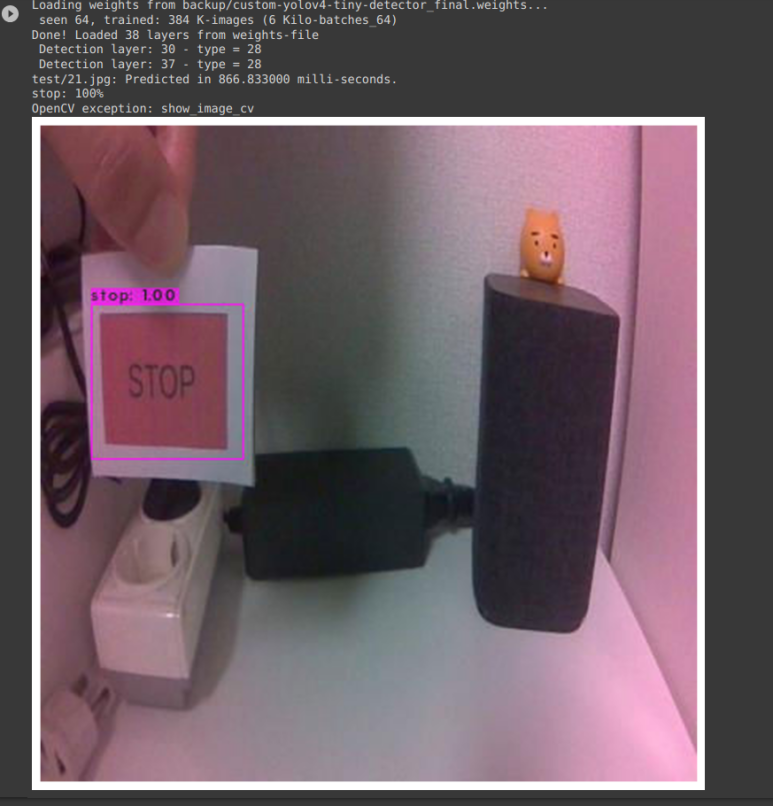 Loading weights from backup/custom-yolov4-tiny-detector_final.weights...
seen 64, trained: 384 K-images (6 Kilo-batches_64)
Done! Loaded 38 layers from weights-file
Detection layer: 30 - type = 28
Detection layer: 37 - type = 28
test/21.jpg: Predicted in 866.833000 milli-seconds.
stop: 100%
OpenCV exception: show_image_cv
stop: 1.00
STOP